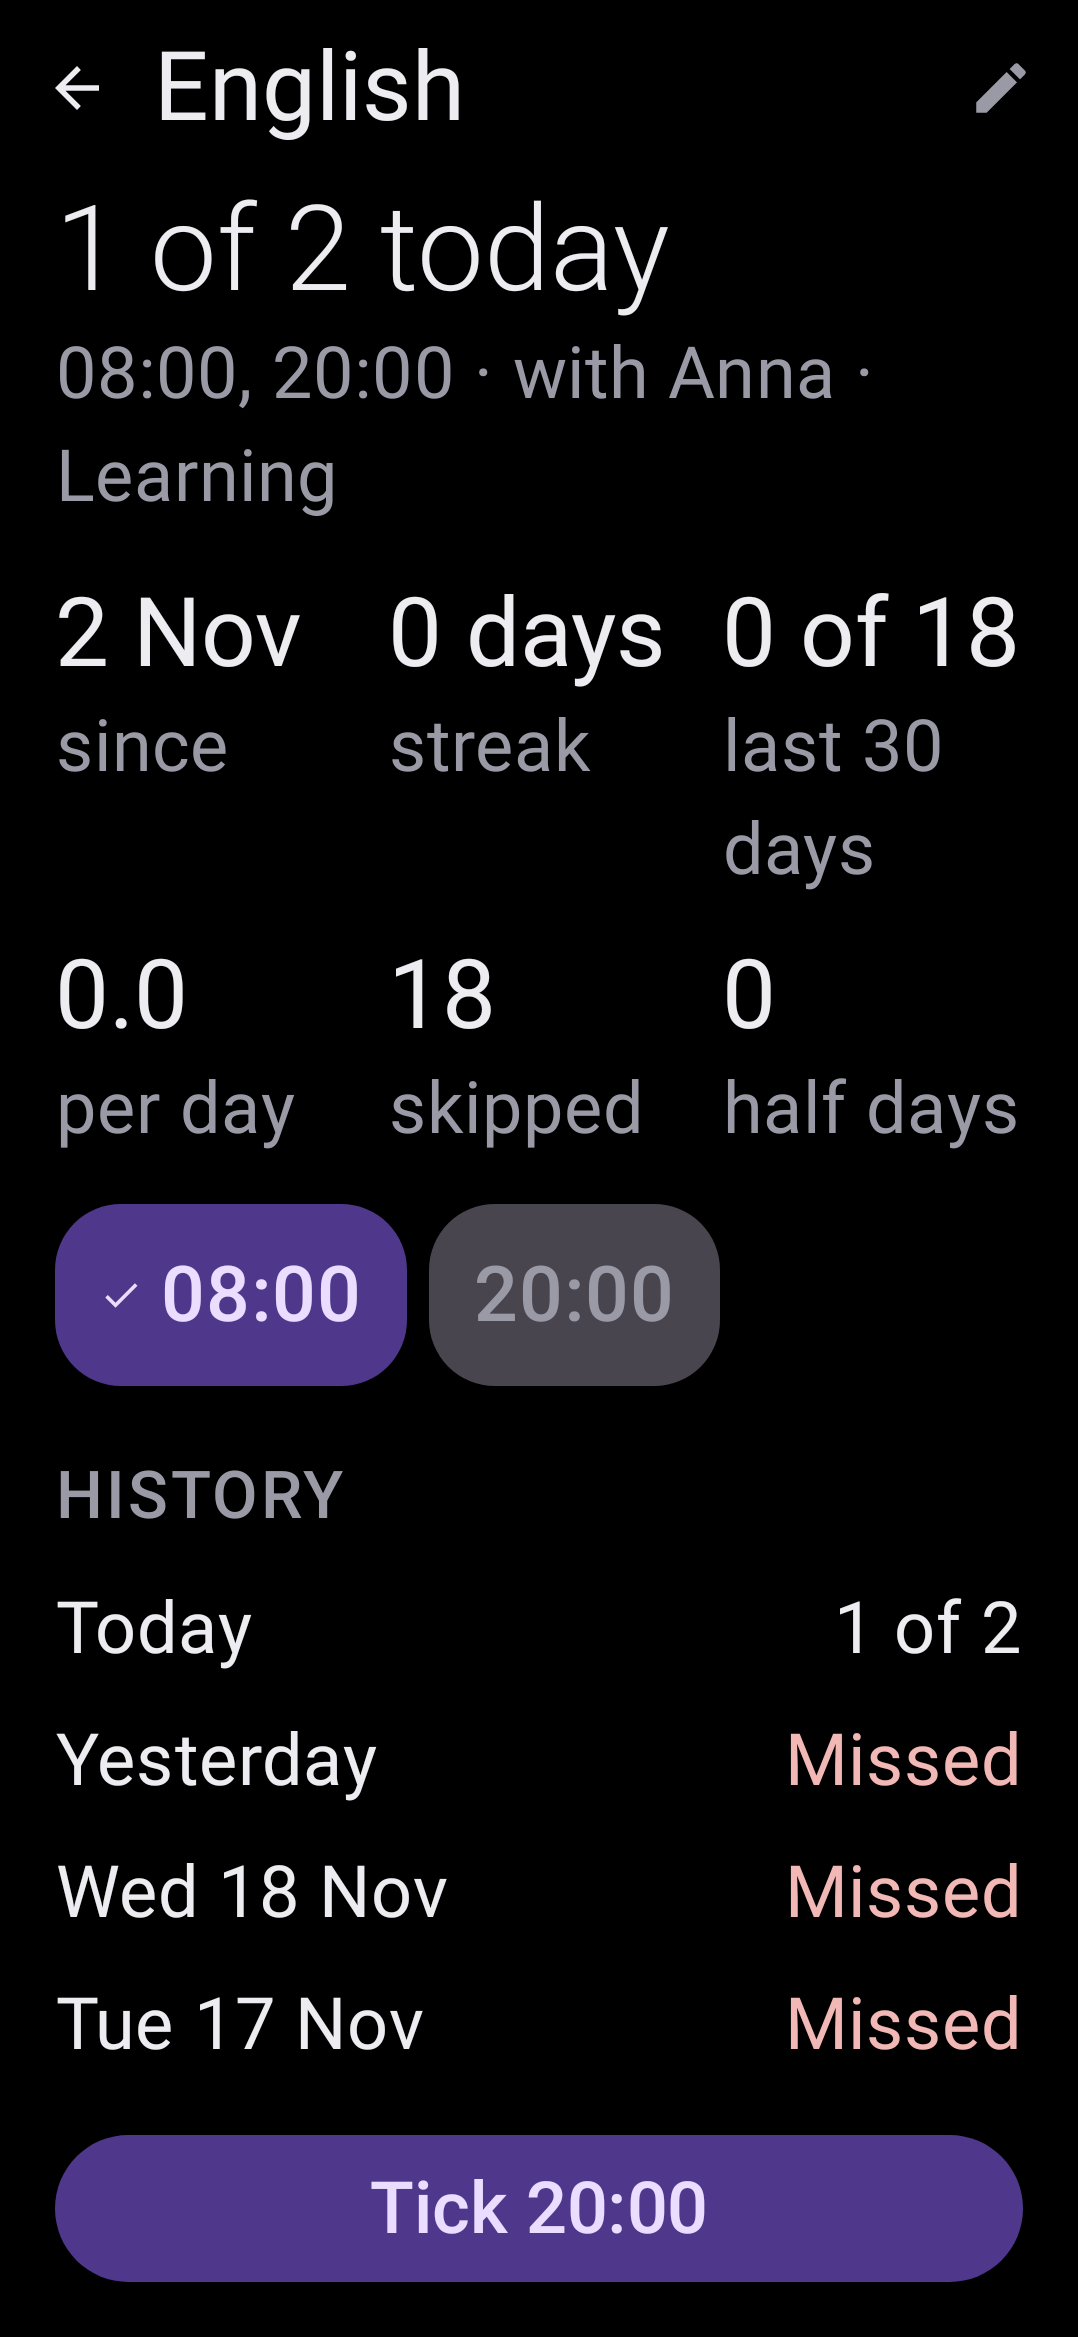 English
1 of 2 today
08:00, 20:00 · with Anna ·
Learning
2 Nov
since
0 days
streak
0 of 18
last 30
days
0.0
per day
18
skipped
0
half days
08:00
20:00
HISTORY
Today 1 of 2
Yesterday Missed
Wed 18 Nov Missed
Tue 17 Nov Missed
Tick 20:00